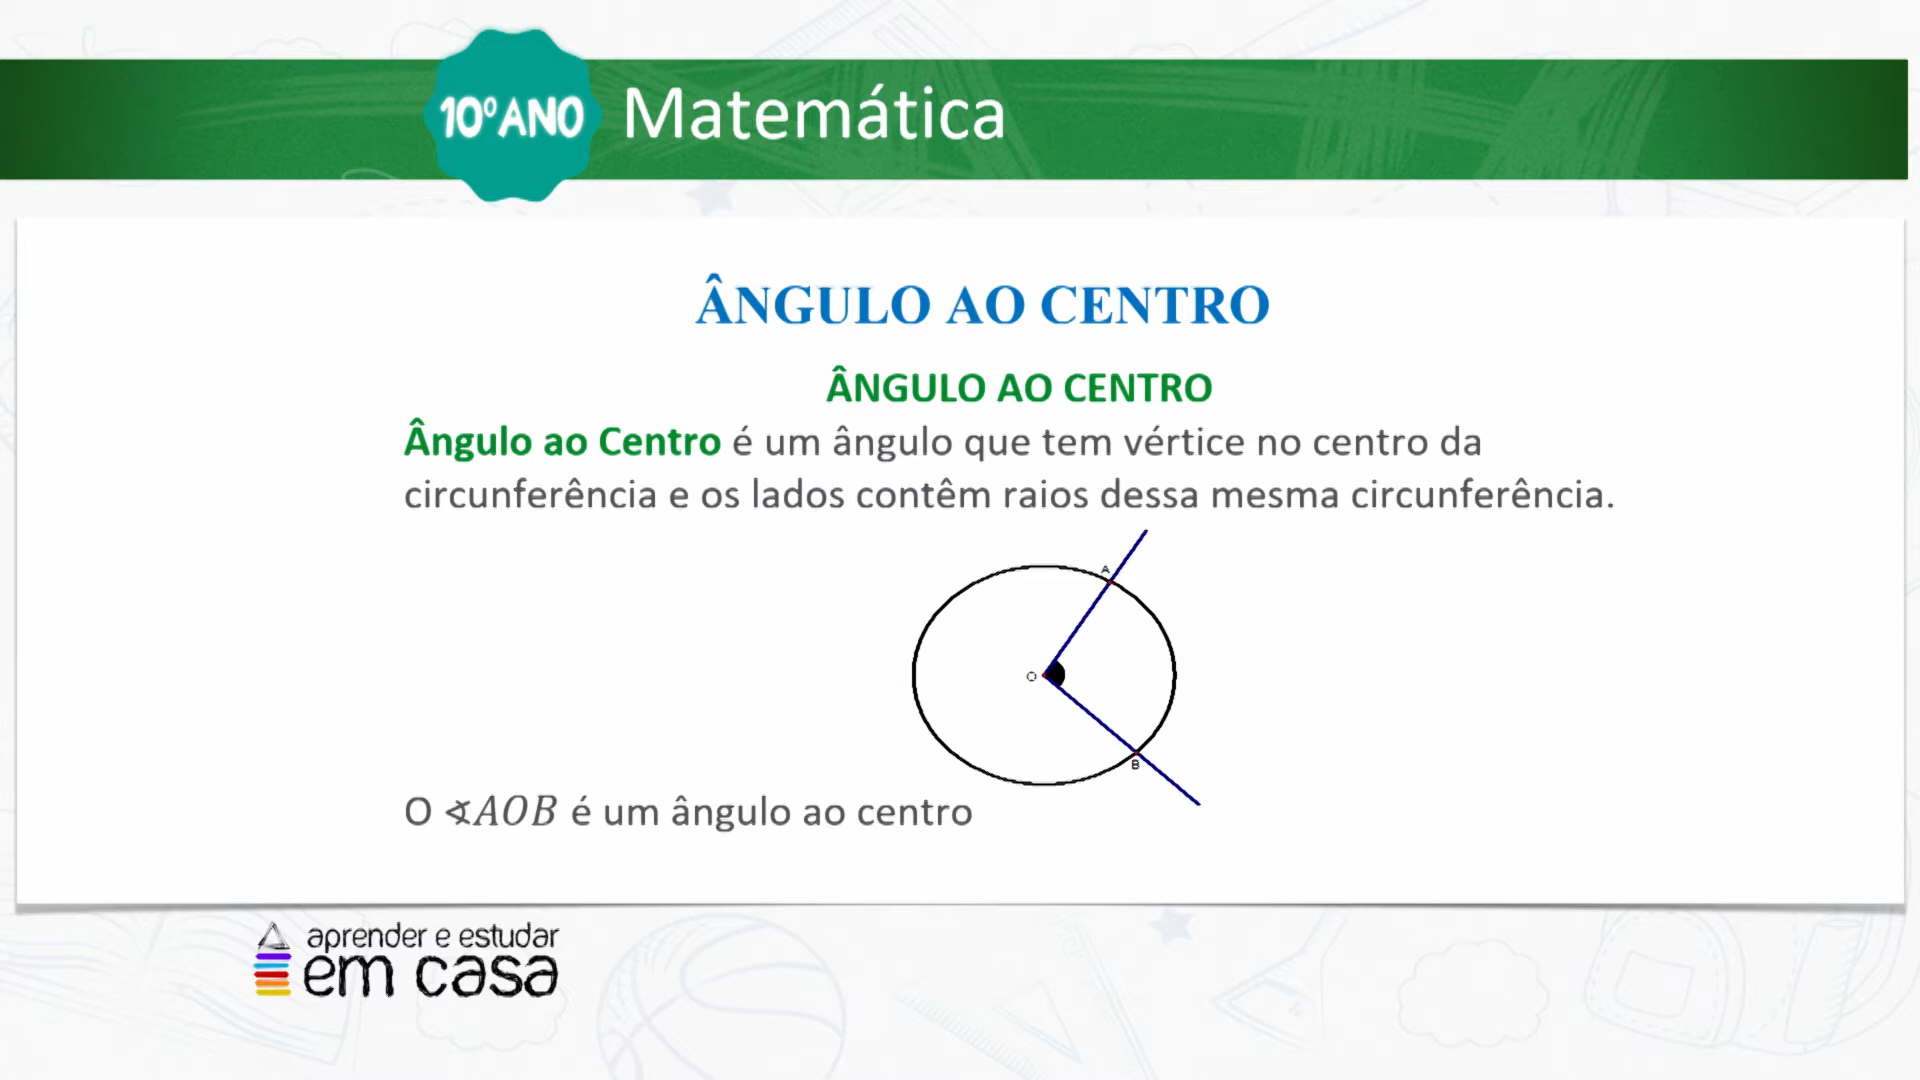 10ºANO Matemática
ÂNGULO AO CENTRO
ÂNGULO AO CENTRO
Ângulo ao Centro é um ângulo que tem vértice no centro da
circunferência e os lados contêm raios dessa mesma circunferência.
A
O
B
O ∢AOB é um ângulo ao centro
aprender e estudar
em casa